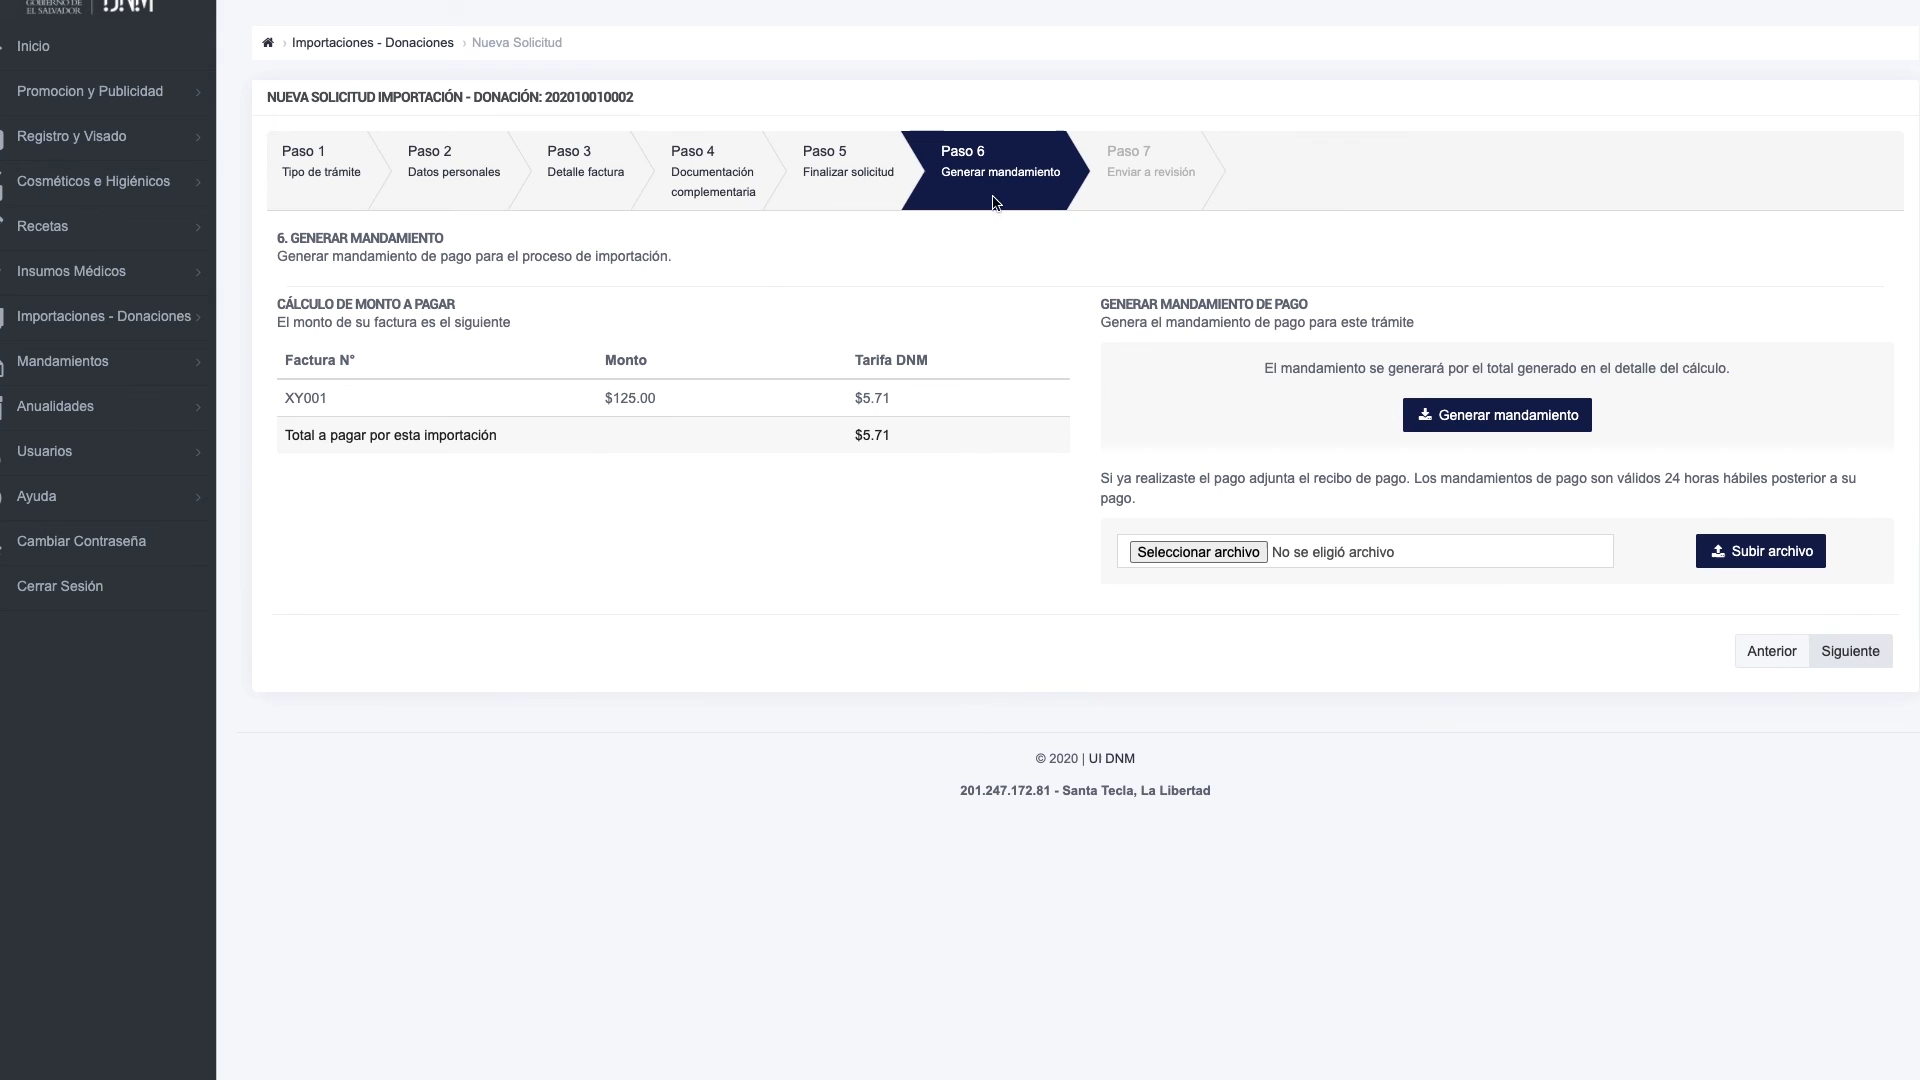 GOBIERNO DE
EL SALVADOR
DNM
Inicio
Promocion y Publicidad
Registro y Visado
Cosméticos e Higiénicos
Recetas
Insumos Médicos
Importaciones - Donaciones
Mandamientos
Anualidades
Usuarios
Ayuda
Cambiar Contraseña
Cerrar Sesión
Importaciones - Donaciones › Nueva Solicitud
NUEVA SOLICITUD IMPORTACIÓN - DONACIÓN: 202010010002
Paso 1
Tipo de trámite
Paso 2
Datos personales
Paso 3
Detalle factura
Paso 4
Documentación
complementaria
Paso 5
Finalizar solicitud
Paso 6
Generar mandamiento
Paso 7
Enviar a revisión
6. GENERAR MANDAMIENTO
Generar mandamiento de pago para el proceso de importación.
CÁLCULO DE MONTO A PAGAR
El monto de su factura es el siguiente
Factura N° Monto Tarifa DNM
XY001 $125.00 $5.71
Total a pagar por esta importación $5.71
GENERAR MANDAMIENTO DE PAGO
Genera el mandamiento de pago para este trámite
El mandamiento se generará por el total generado en el detalle del cálculo.
Generar mandamiento
Si ya realizaste el pago adjunta el recibo de pago. Los mandamientos de pago son válidos 24 horas hábiles posterior a su
pago.
Seleccionar archivo No se eligió archivo
Subir archivo
Anterior Siguiente
© 2020 | UI DNM
201.247.172.81 - Santa Tecla, La Libertad